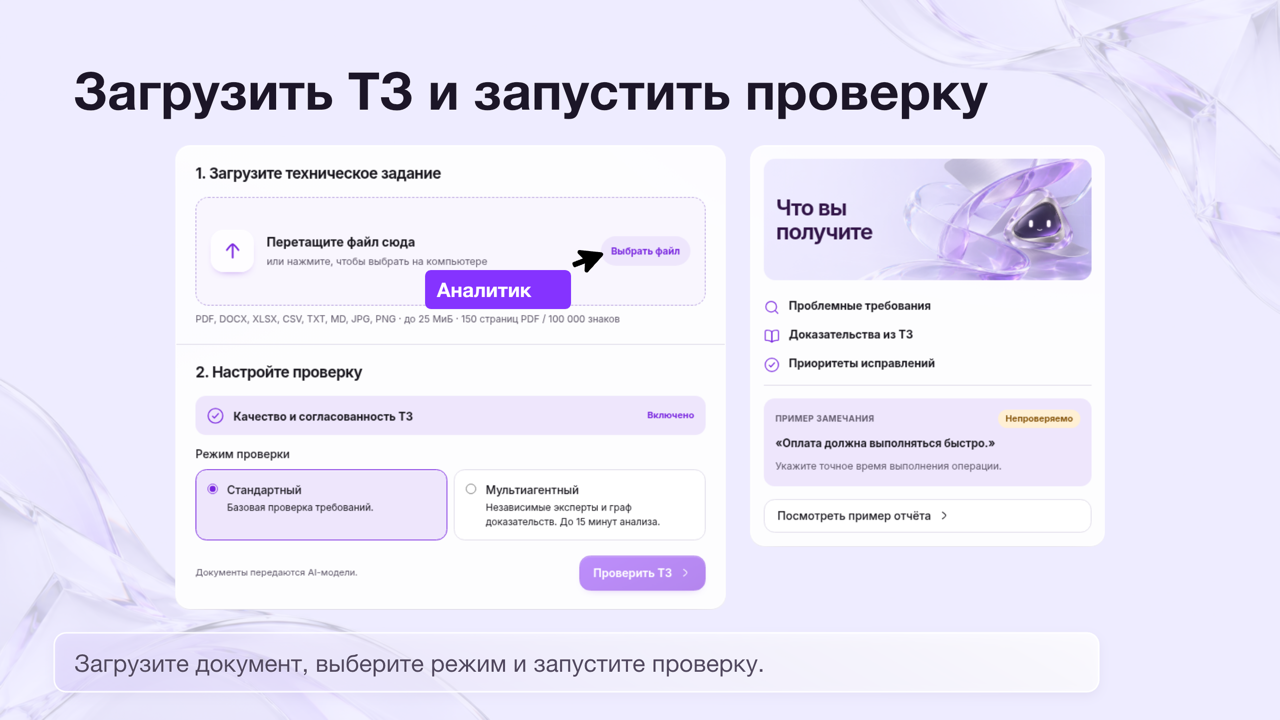 Загрузить ТЗ и запустить проверку
1. Загрузите техническое задание
Перетащите файл сюда
или нажмите, чтобы выбрать на компьютере
Выбрать файл
Аналитик
PDF, DOCX, XLSX, CSV, TXT, MD, JPG, PNG · до 25 МиБ · 150 страниц PDF / 100 000 знаков
2. Настройте проверку
Качество и согласованность ТЗ
Включено
Режим проверки
Стандартный
Базовая проверка требований.
Мультиагентный
Независимые эксперты и граф
доказательств. До 15 минут анализа.
Документы передаются AI-модели.
Проверить ТЗ
Что вы
получите
Проблемные требования
Доказательства из ТЗ
Приоритеты исправлений
ПРИМЕР ЗАМЕЧАНИЯ
Непроверяемо
«Оплата должна выполняться быстро.»
Укажите точное время выполнения операции.
Посмотреть пример отчёта
Загрузите документ, выберите режим и запустите проверку.